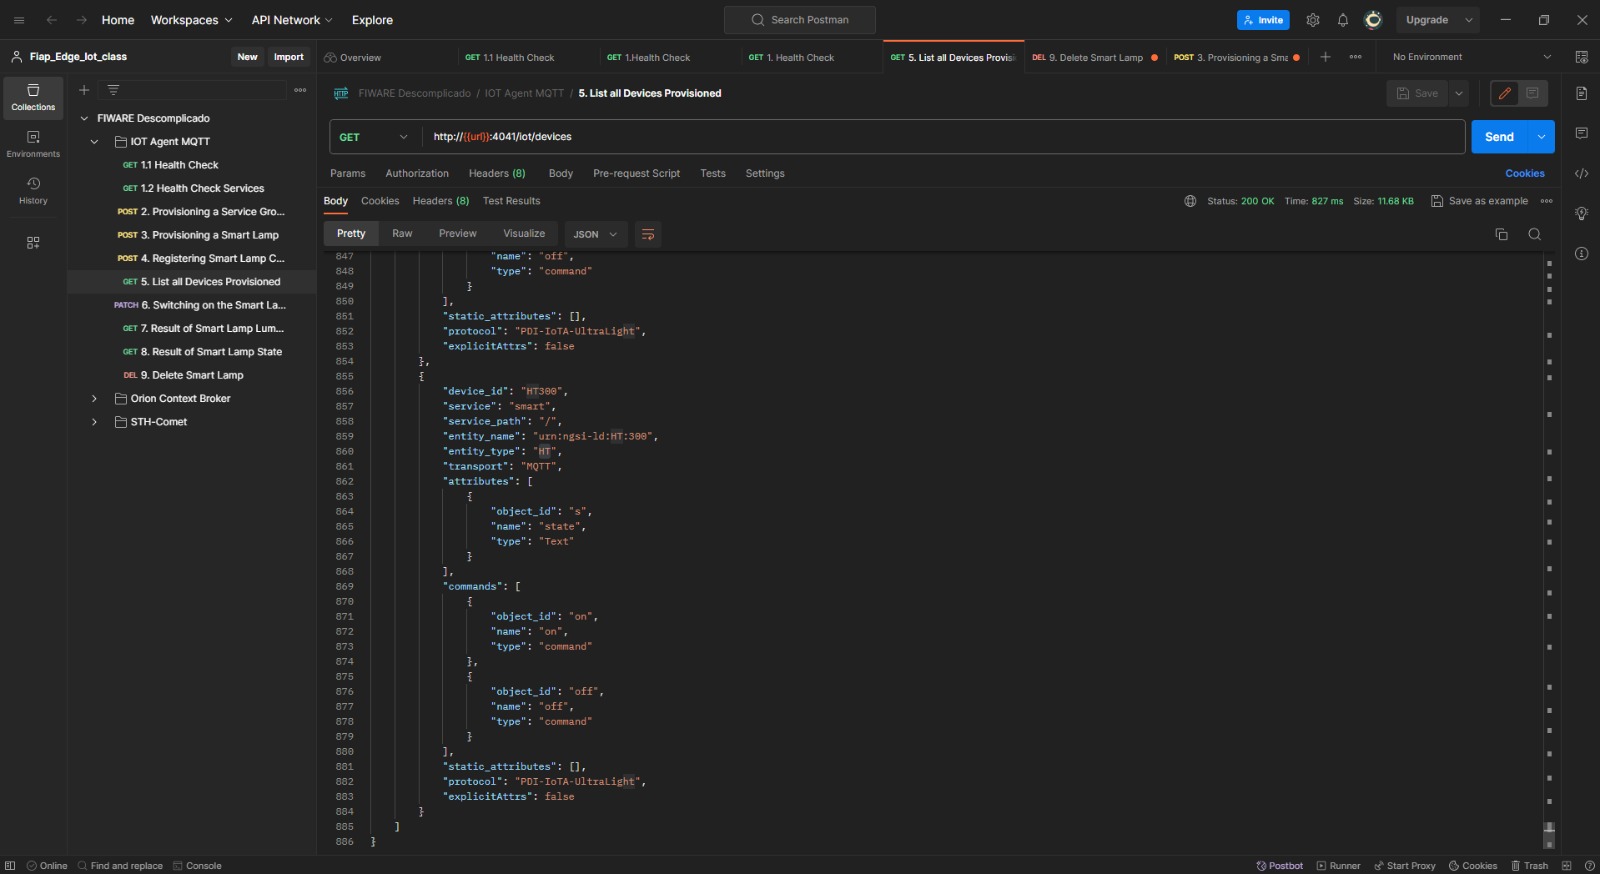 Home Workspaces API Network Explore Search Postman Invite Upgrade
Fiap_Edge_Iot_class New Import
Overview GET 1.1 Health Check GET 1.Health Check GET 1. Health Check GET 5. List all Devices Provis DEL 9. Delete Smart Lamp POST 3. Provisioning a Sma No Environment
Collections
Environments
History
FIWARE Descomplicado
IOT Agent MQTT
GET 1.1 Health Check
GET 1.2 Health Check Services
POST 2. Provisioning a Service Gro...
POST 3. Provisioning a Smart Lamp
POST 4. Registering Smart Lamp C...
GET 5. List all Devices Provisioned
PATCH 6. Switching on the Smart La...
GET 7. Result of Smart Lamp Lum...
GET 8. Result of Smart Lamp State
DEL 9. Delete Smart Lamp
Orion Context Broker
STH-Comet
HTTP FIWARE Descomplicado / IOT Agent MQTT / 5. List all Devices Provisioned Save
GET http://{{url}}:4041/iot/devices Send
Params Authorization Headers (8) Body Pre-request Script Tests Settings Cookies
Body Cookies Headers (8) Test Results Status: 200 OK Time: 827 ms Size: 11.68 KB Save as example
Pretty Raw Preview Visualize JSON
847 "name": "off",
848 "type": "command"
849 }
850 ],
851 "static_attributes": [],
852 "protocol": "PDI-IoTA-UltraLight",
853 "explicitAttrs": false
854 },
855 {
856 "device_id": "HT300",
857 "service": "smart",
858 "service_path": "/",
859 "entity_name": "urn:ngsi-ld:HT:300",
860 "entity_type": "HT",
861 "transport": "MQTT",
862 "attributes": [
863 {
864 "object_id": "s",
865 "name": "state",
866 "type": "Text"
867 }
868 ],
869 "commands": [
870 {
871 "object_id": "on",
872 "name": "on",
873 "type": "command"
874 },
875 {
876 "object_id": "off",
877 "name": "off",
878 "type": "command"
879 }
880 ],
881 "static_attributes": [],
882 "protocol": "PDI-IoTA-UltraLight",
883 "explicitAttrs": false
884 }
885 ]
886 }
Online Find and replace Console Postbot Runner Start Proxy Cookies Trash